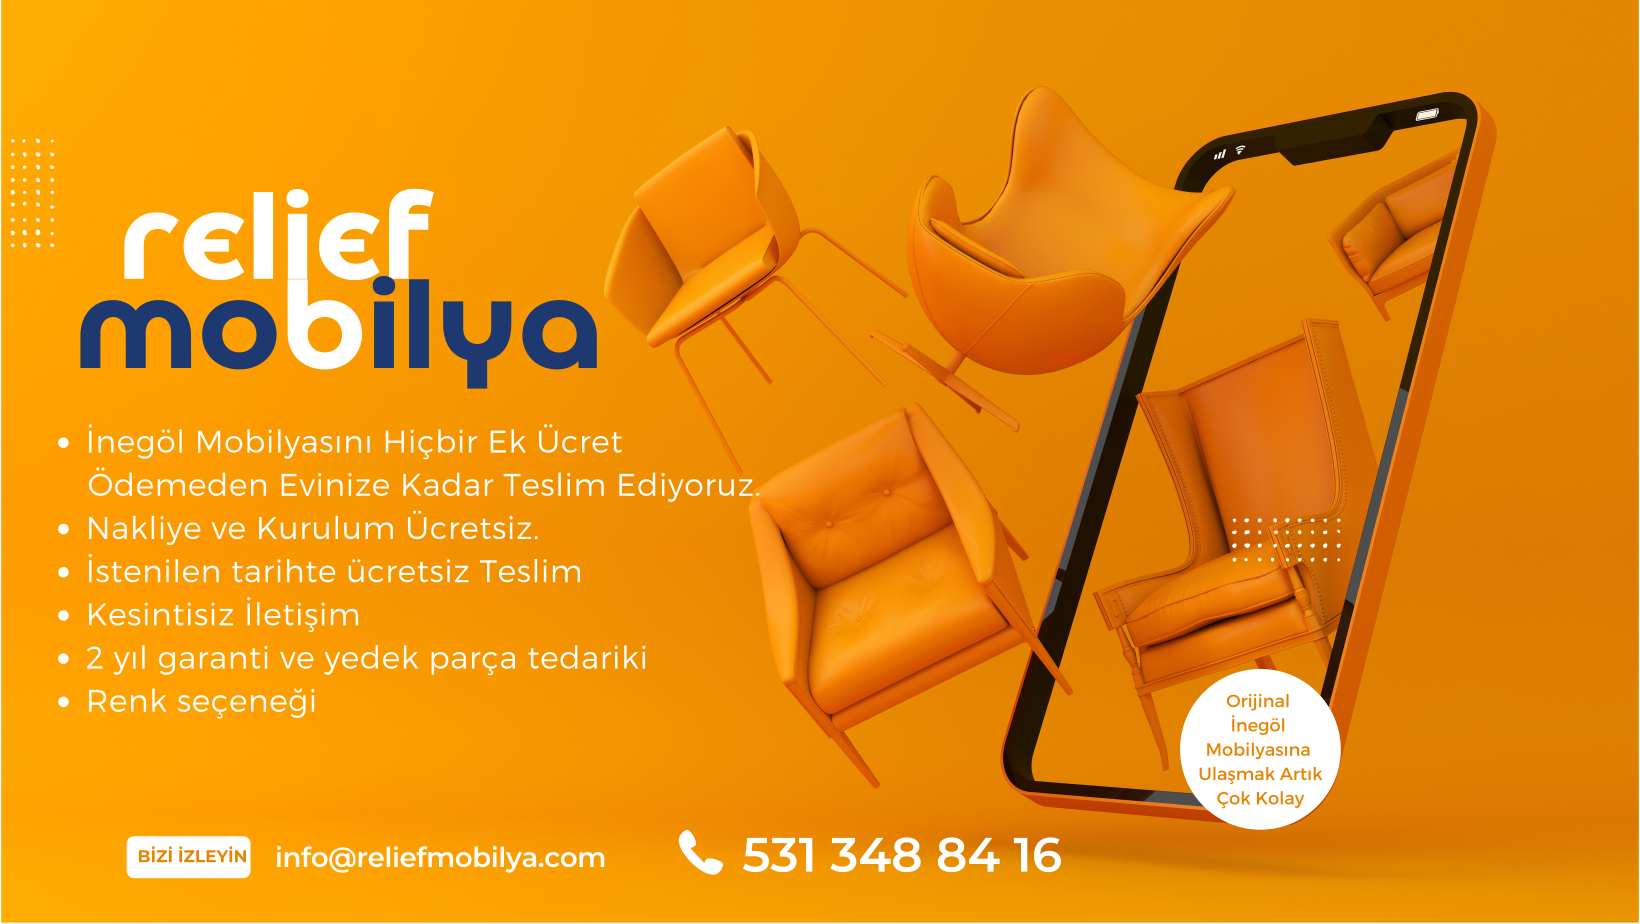 relief
mobilya
İnegöl Mobilyasını Hiçbir Ek Ücret
Ödemeden Evinize Kadar Teslim Ediyoruz.
Nakliye ve Kurulum Ücretsiz.
İstenilen tarihte ücretsiz Teslim
Kesintisiz İletişim
2 yıl garanti ve yedek parça tedariki
Renk seçeneği
Orijinal
İnegöl
Mobilyasına
Ulaşmak Artık
Çok Kolay
BİZİ İZLEYİN
info@reliefmobilya.com
531 348 84 16